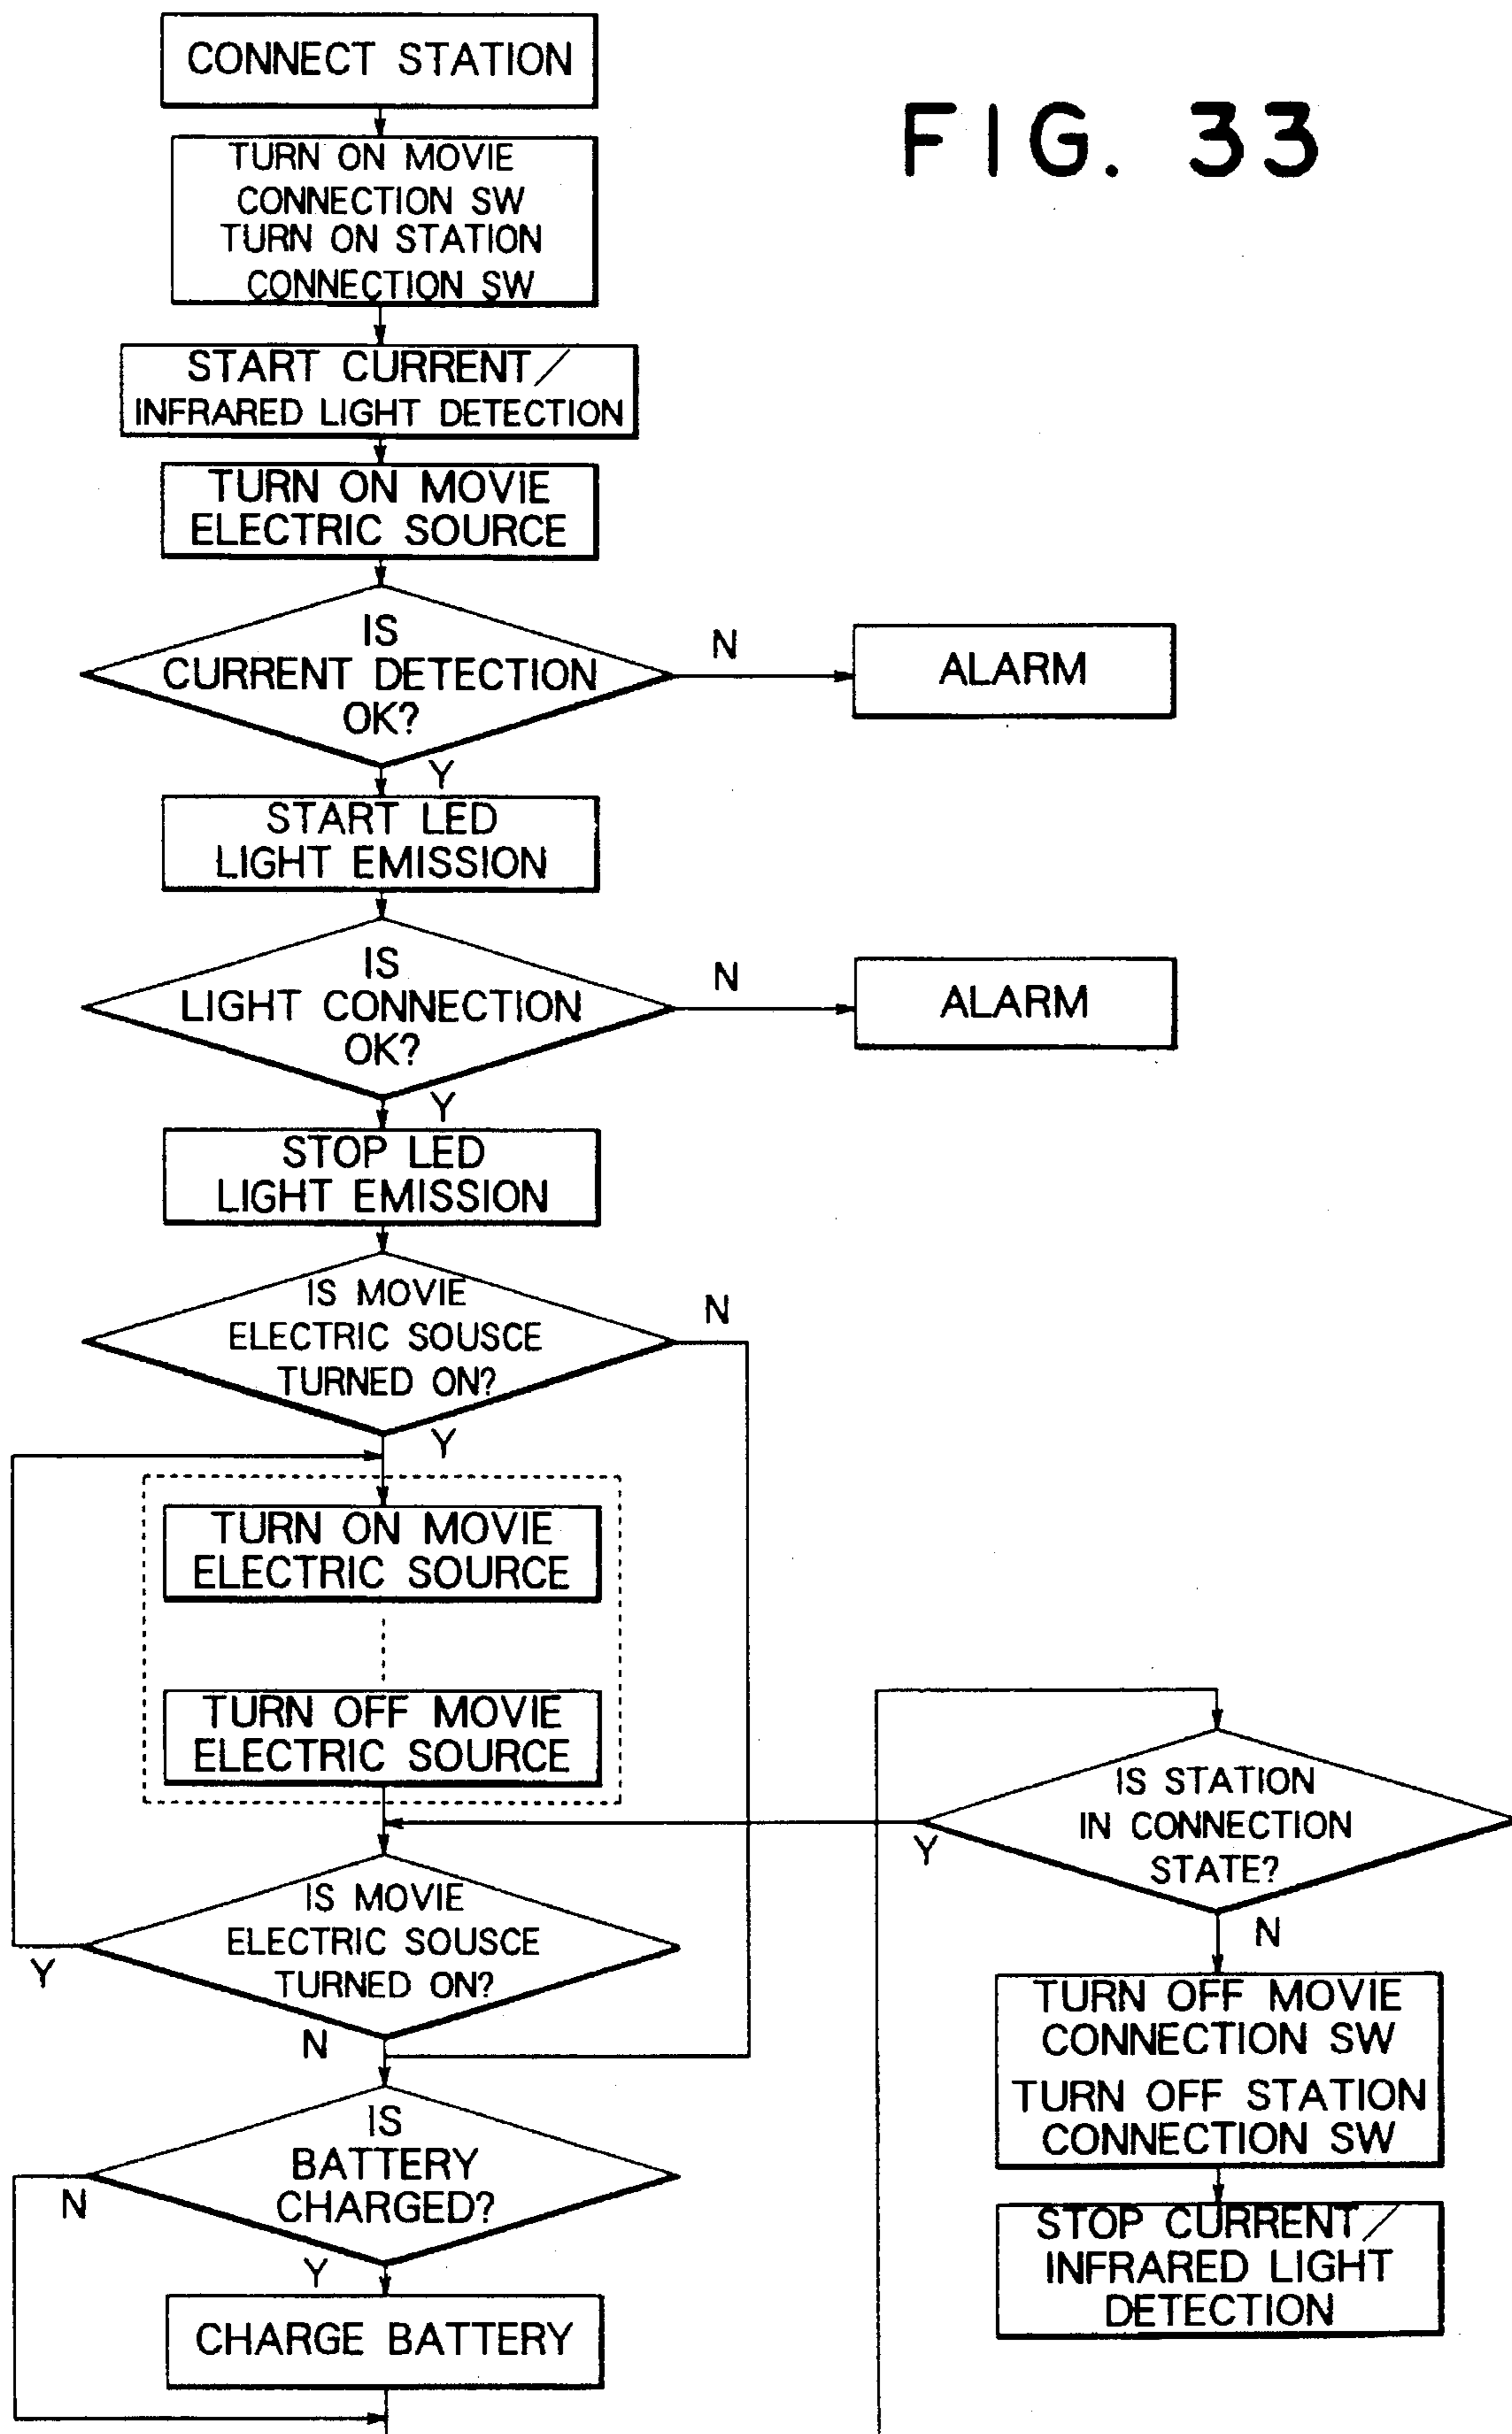 CONNECT STATION
FIG. 33
TURN ON MOVIE
CONNECTION SW
TURN ON STATION
CONNECTION SW
START CURRENT/
INFRARED LIGHT DETECTION
TURN ON MOVIE
ELECTRIC SOURCE
IS
CURRENT DETECTION
OK?
N
ALARM
Y
START LED
LIGHT EMISSION
IS
LIGHT CONNECTION
OK?
N
ALARM
Y
STOP LED
LIGHT EMISSION
IS MOVIE
ELECTRIC SOUSCE
TURNED ON?
N
Y
TURN ON MOVIE
ELECTRIC SOURCE
TURN OFF MOVIE
ELECTRIC SOURCE
IS MOVIE
ELECTRIC SOUSCE
TURNED ON?
Y
N
IS
BATTERY
CHARGED?
N
Y
CHARGE BATTERY
IS STATION
IN CONNECTION
STATE?
Y
N
TURN OFF MOVIE
CONNECTION SW
TURN OFF STATION
CONNECTION SW
STOP CURRENT/
INFRARED LIGHT
DETECTION